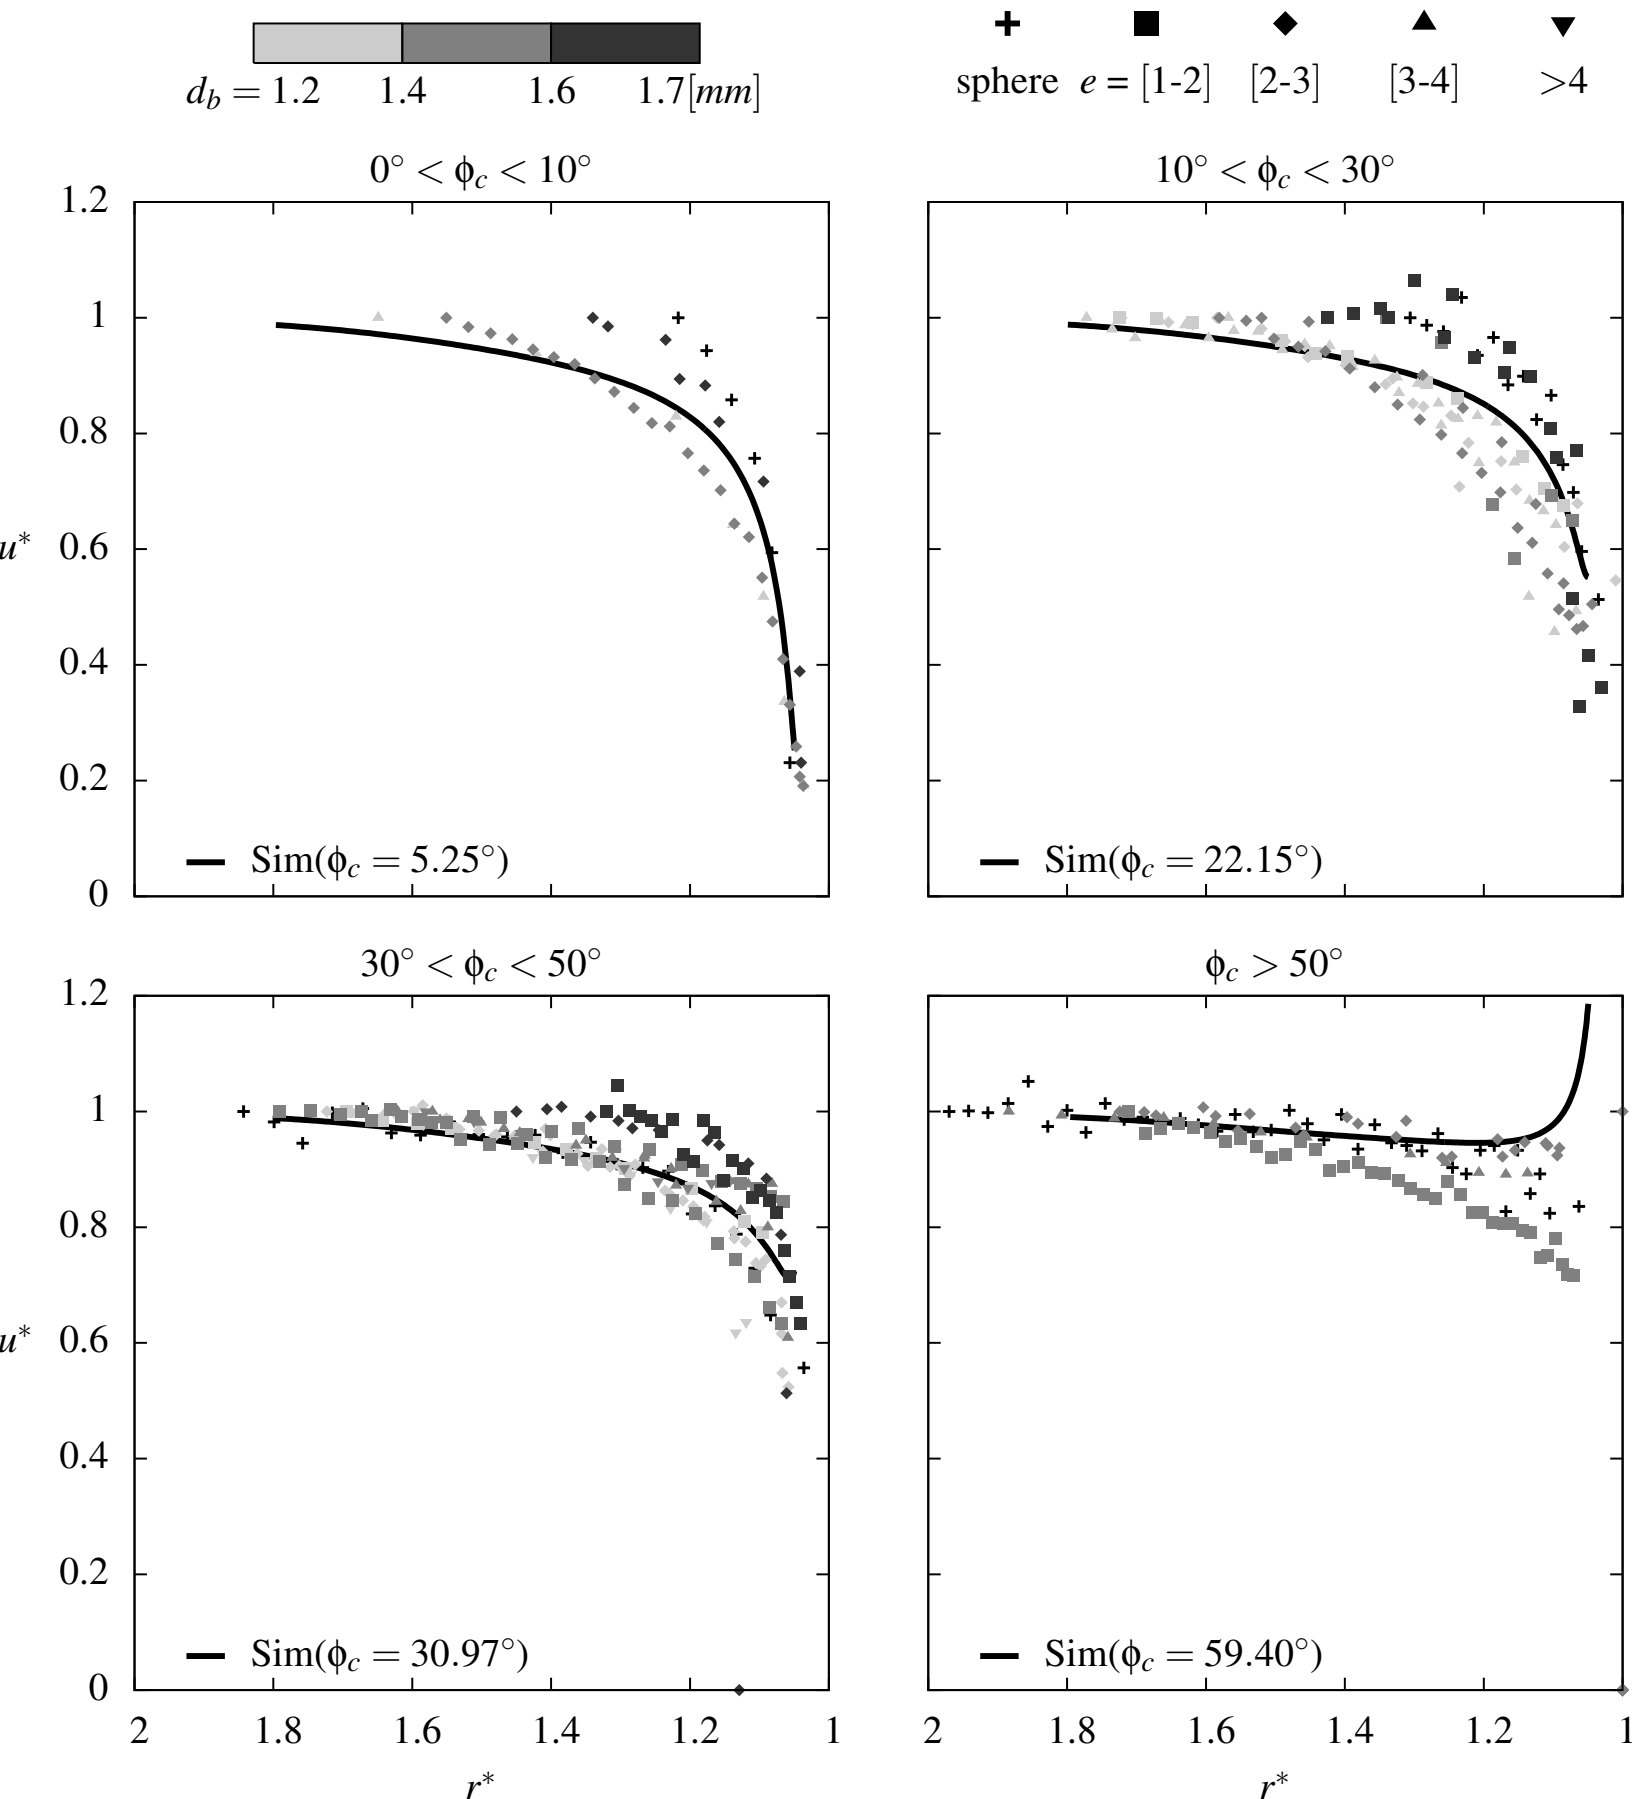 d_b = 1.2 1.4 1.6 1.7[mm]
sphere e = [1-2] [2-3] [3-4] >4
0° < ϕ_c < 10°
10° < ϕ_c < 30°
1.2
1
0.8
u* 0.6
0.4
0.2
0
Sim(ϕ_c = 5.25°)
Sim(ϕ_c = 22.15°)
30° < ϕ_c < 50°
ϕ_c > 50°
1.2
1
0.8
u* 0.6
0.4
0.2
0
Sim(ϕ_c = 30.97°)
Sim(ϕ_c = 59.40°)
2 1.8 1.6 1.4 1.2 1
2 1.8 1.6 1.4 1.2 1
r*
r*